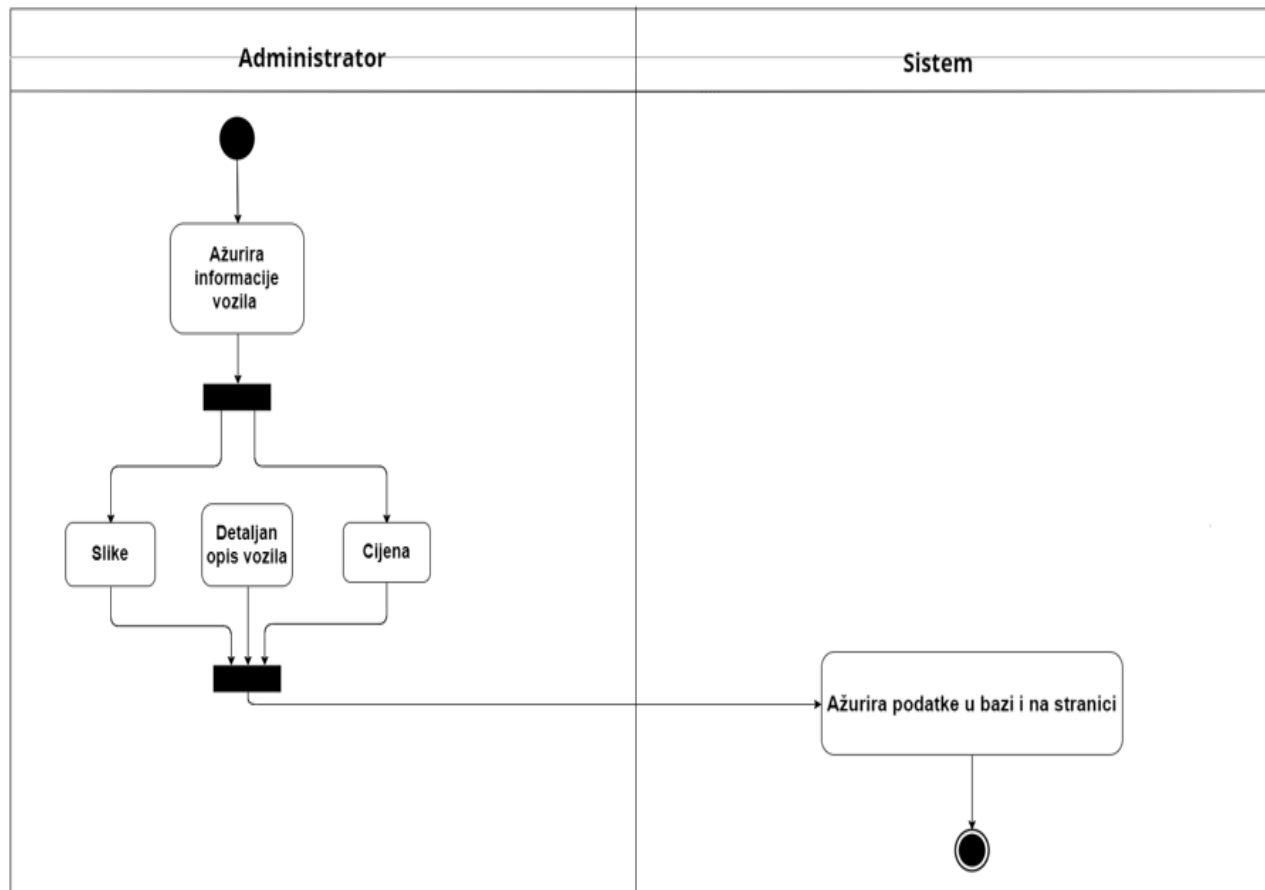 Administrator
Sistem
Ažurira
informacije
vozila
Slike
Detaljan
opis vozila
Cijena
Ažurira podatke u bazi i na stranici